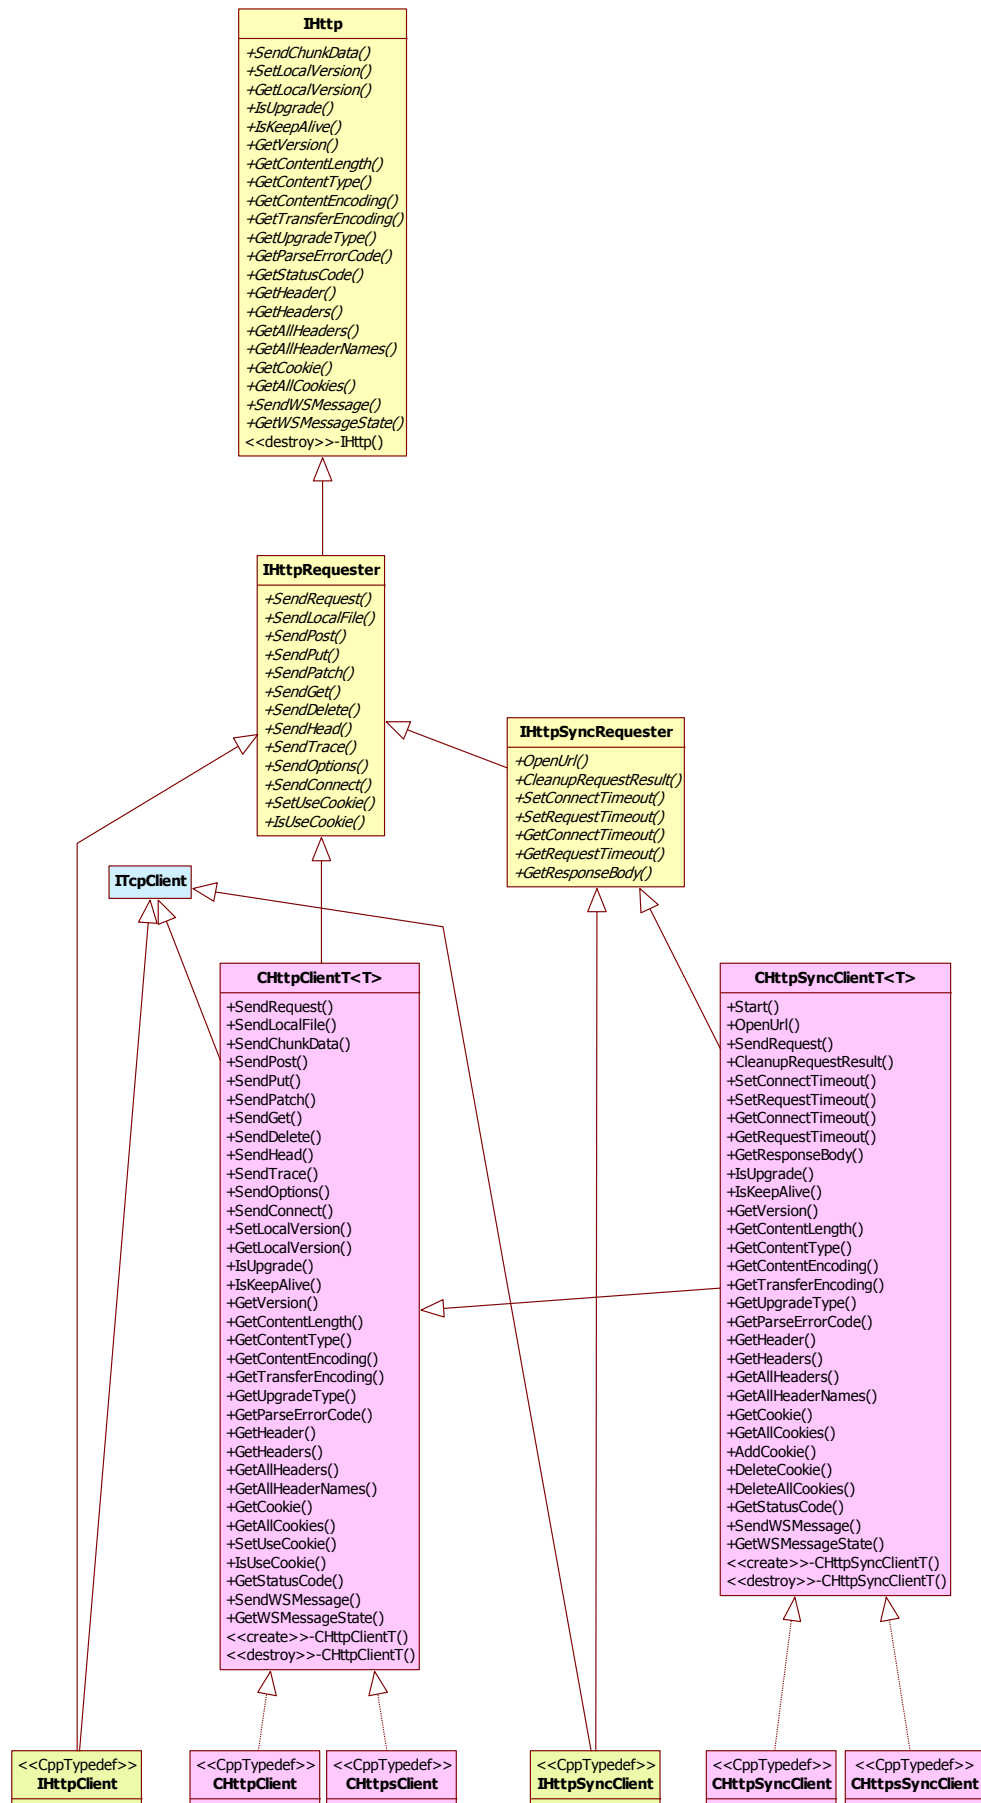 IHttp
+SendChunkData()
+SetLocalVersion()
+GetLocalVersion()
+IsUpgrade()
+IsKeepAlive()
+GetVersion()
+GetContentLength()
+GetContentType()
+GetContentEncoding()
+GetTransferEncoding()
+GetUpgradeType()
+GetParseErrorCode()
+GetStatusCode()
+GetHeader()
+GetHeaders()
+GetAllHeaders()
+GetAllHeaderNames()
+GetCookie()
+GetAllCookies()
+SendWSMessage()
+GetWSMessageState()
<<destroy>>-IHttp()
IHttpRequester
+SendRequest()
+SendLocalFile()
+SendPost()
+SendPut()
+SendPatch()
+SendGet()
+SendDelete()
+SendHead()
+SendTrace()
+SendOptions()
+SendConnect()
+SetUseCookie()
+IsUseCookie()
IHttpSyncRequester
+OpenUrl()
+CleanupRequestResult()
+SetConnectTimeout()
+SetRequestTimeout()
+GetConnectTimeout()
+GetRequestTimeout()
+GetResponseBody()
ITcpClient
CHttpClientT<T>
+SendRequest()
+SendLocalFile()
+SendChunkData()
+SendPost()
+SendPut()
+SendPatch()
+SendGet()
+SendDelete()
+SendHead()
+SendTrace()
+SendOptions()
+SendConnect()
+SetLocalVersion()
+GetLocalVersion()
+IsUpgrade()
+IsKeepAlive()
+GetVersion()
+GetContentLength()
+GetContentType()
+GetContentEncoding()
+GetTransferEncoding()
+GetUpgradeType()
+GetParseErrorCode()
+GetHeader()
+GetHeaders()
+GetAllHeaders()
+GetAllHeaderNames()
+GetCookie()
+GetAllCookies()
+SetUseCookie()
+IsUseCookie()
+GetStatusCode()
+SendWSMessage()
+GetWSMessageState()
<<create>>-CHttpClientT()
<<destroy>>-CHttpClientT()
CHttpSyncClientT<T>
+Start()
+OpenUrl()
+SendRequest()
+CleanupRequestResult()
+SetConnectTimeout()
+SetRequestTimeout()
+GetConnectTimeout()
+GetRequestTimeout()
+GetResponseBody()
+IsUpgrade()
+IsKeepAlive()
+GetVersion()
+GetContentLength()
+GetContentType()
+GetContentEncoding()
+GetTransferEncoding()
+GetUpgradeType()
+GetParseErrorCode()
+GetHeader()
+GetHeaders()
+GetAllHeaders()
+GetAllHeaderNames()
+GetCookie()
+GetAllCookies()
+AddCookie()
+DeleteCookie()
+DeleteAllCookies()
+GetStatusCode()
+SendWSMessage()
+GetWSMessageState()
<<create>>-CHttpSyncClientT()
<<destroy>>-CHttpSyncClientT()
<<CppTypedef>>
IHttpClient
<<CppTypedef>>
CHttpClient
<<CppTypedef>>
CHttpsClient
<<CppTypedef>>
IHttpSyncClient
<<CppTypedef>>
CHttpSyncClient
<<CppTypedef>>
CHttpsSyncClient